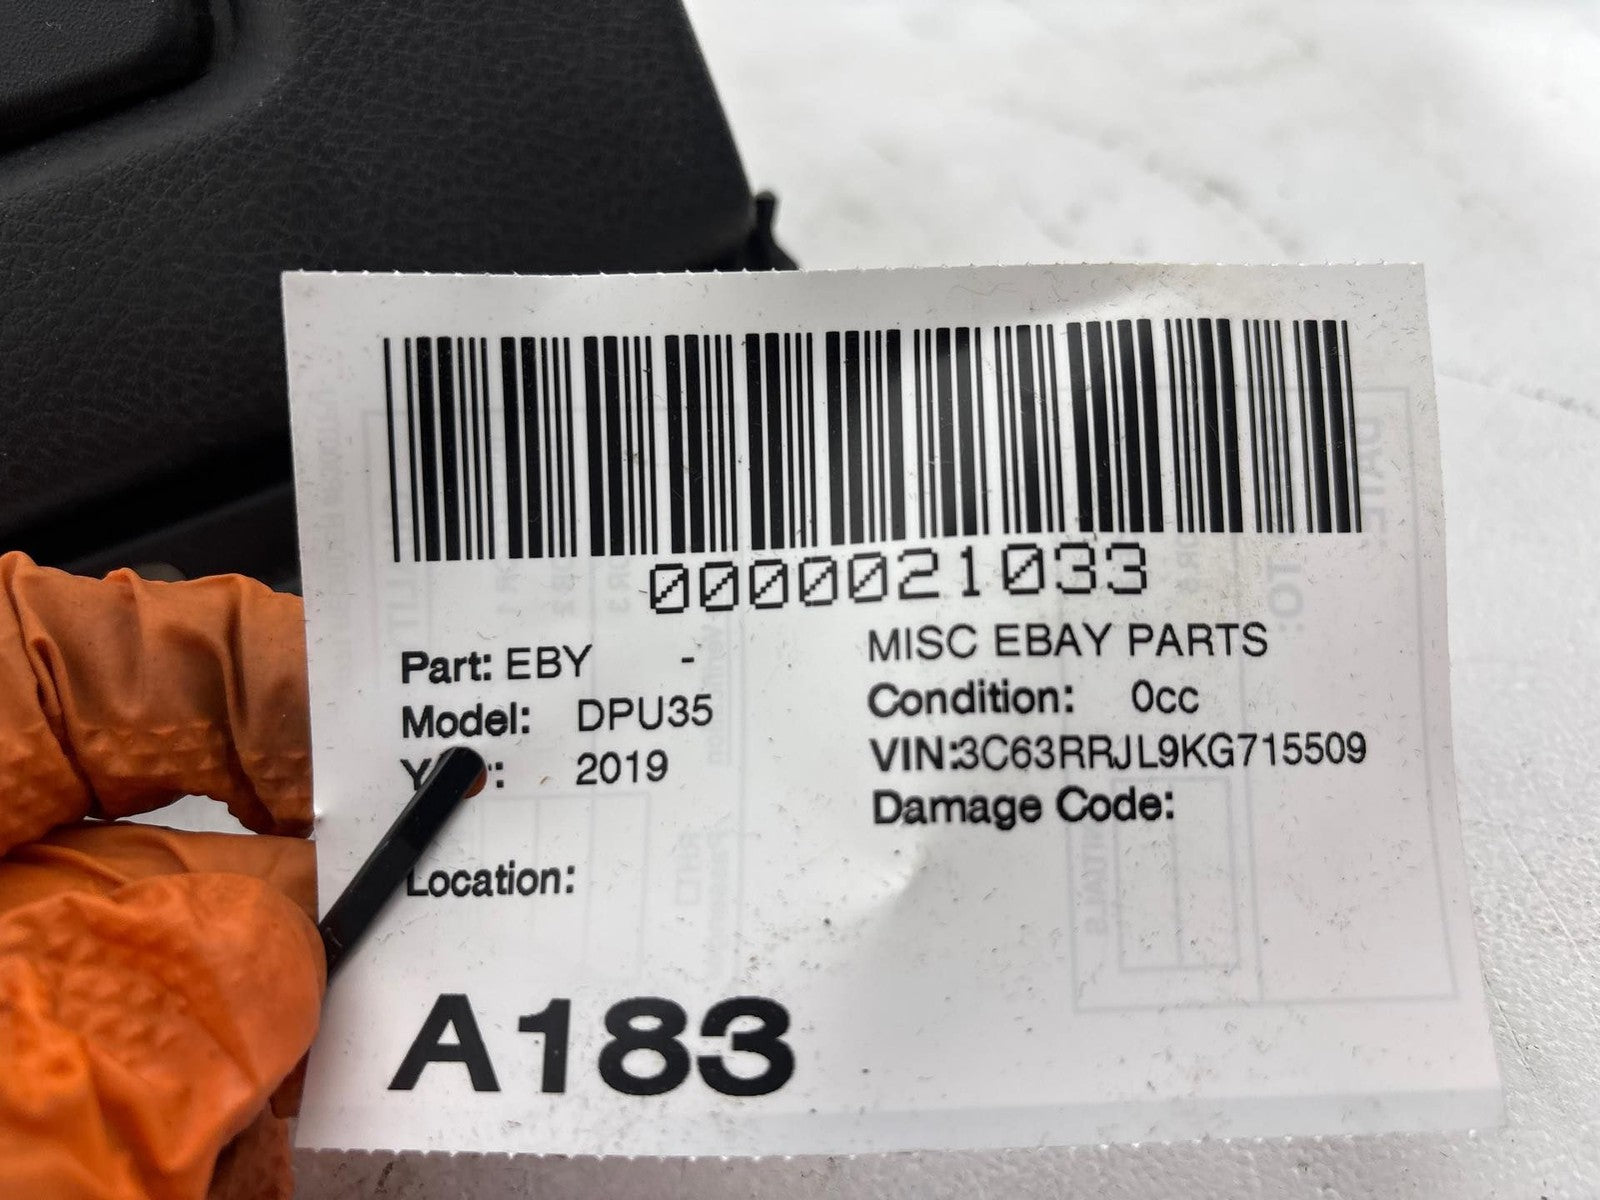 0000021033
Part: EBY - MISC EBAY PARTS
Model: DPU35 Condition: 0cc
2019 VIN:3C63RRJL9KG715509
Damage Code:
Location:
A183